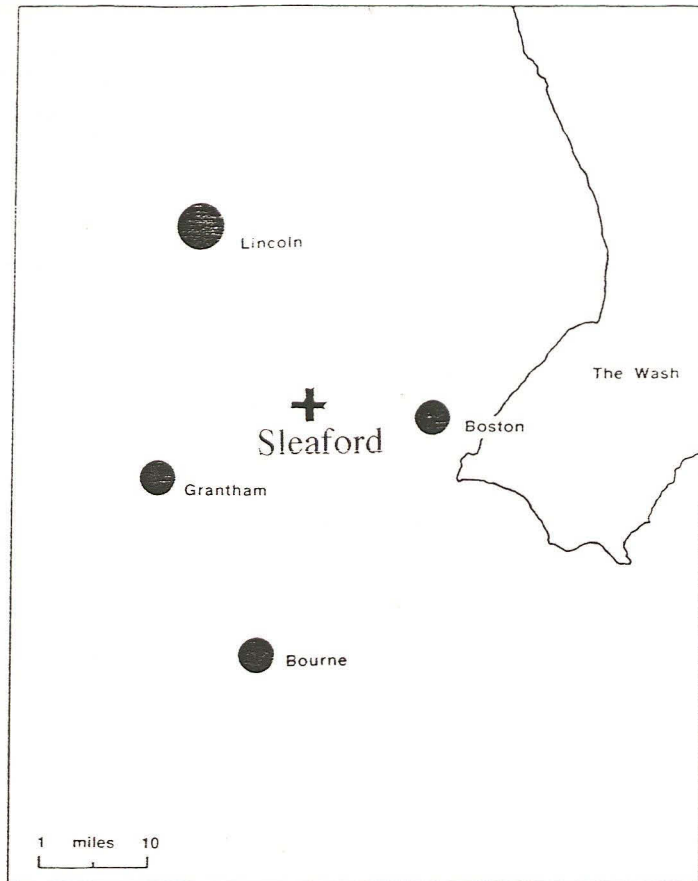 Lincoln
The Wash
Boston
Sleaford
Grantham
Bourne
1 miles 10